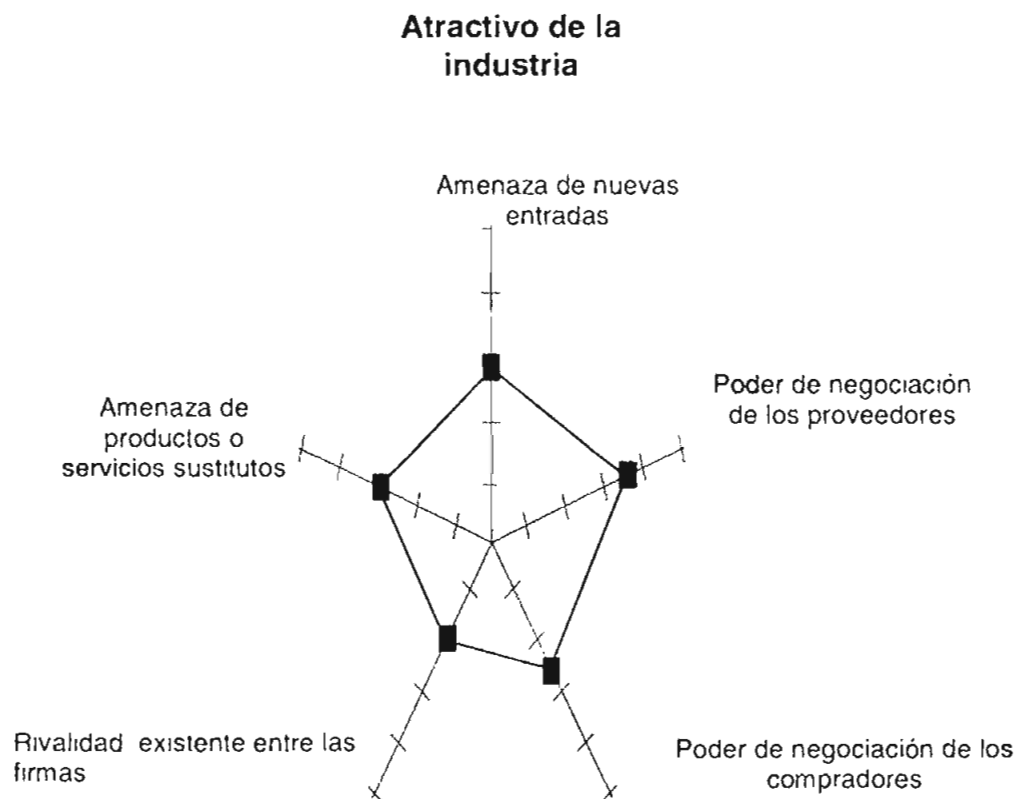 Atractivo de la
industria
Amenaza de nuevas
entradas
Poder de negociación
de los proveedores
Amenaza de
productos o
servicios sustitutos
Rivalidad existente entre las
firmas
Poder de negociación de los
compradores